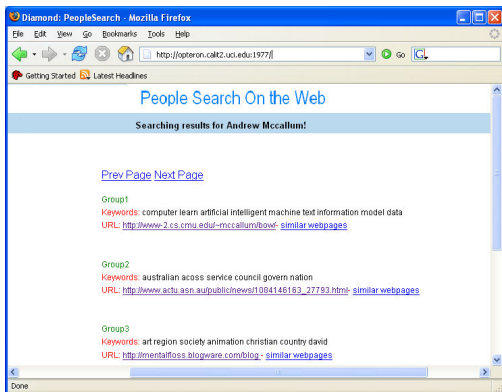 Diamond: PeopleSearch - Mozilla Firefox
File Edit View Go Bookmarks Tools Help
http://opteron.calit2.uci.edu:1977/ Go G
Getting Started Latest Headlines
People Search On the Web
Searching results for Andrew Mccallum!
Prev Page Next Page
Group1
Keywords: computer learn artificial intelligent machine text information model data
URL: http://www-2.cs.cmu.edu/~mccallum/bow/- similar webpages
Group2
Keywords: australian acoss service council govern nation
URL: http://www.actu.asn.au/public/news/1084146163_27793.html- similar webpages
Group3
Keywords: art region society animation christian country david
URL: http://mentalfloss.blogware.com/blog - similar webpages
Done